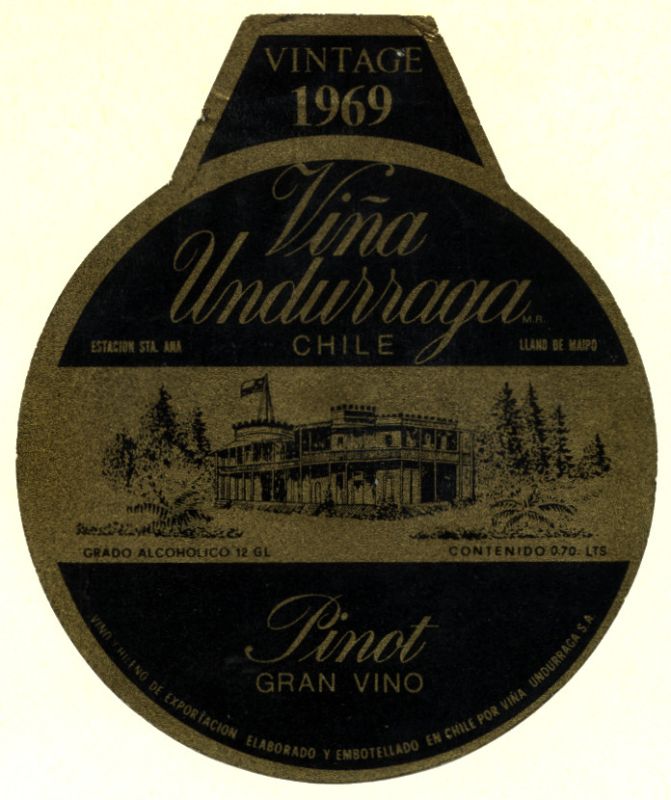 VINTAGE
1969
Viña
Undurraga M.R.
CHILE
ESTACION STA. ANA
LLANO DE MAIPO
GRADO ALCOHOLICO 12 GL
CONTENIDO 0.70. LTS
Pinot
GRAN VINO
VINO CHILENO DE EXPORTACION ELABORADO Y EMBOTELLADO EN CHILE POR VIÑA UNDURRAGA S.A